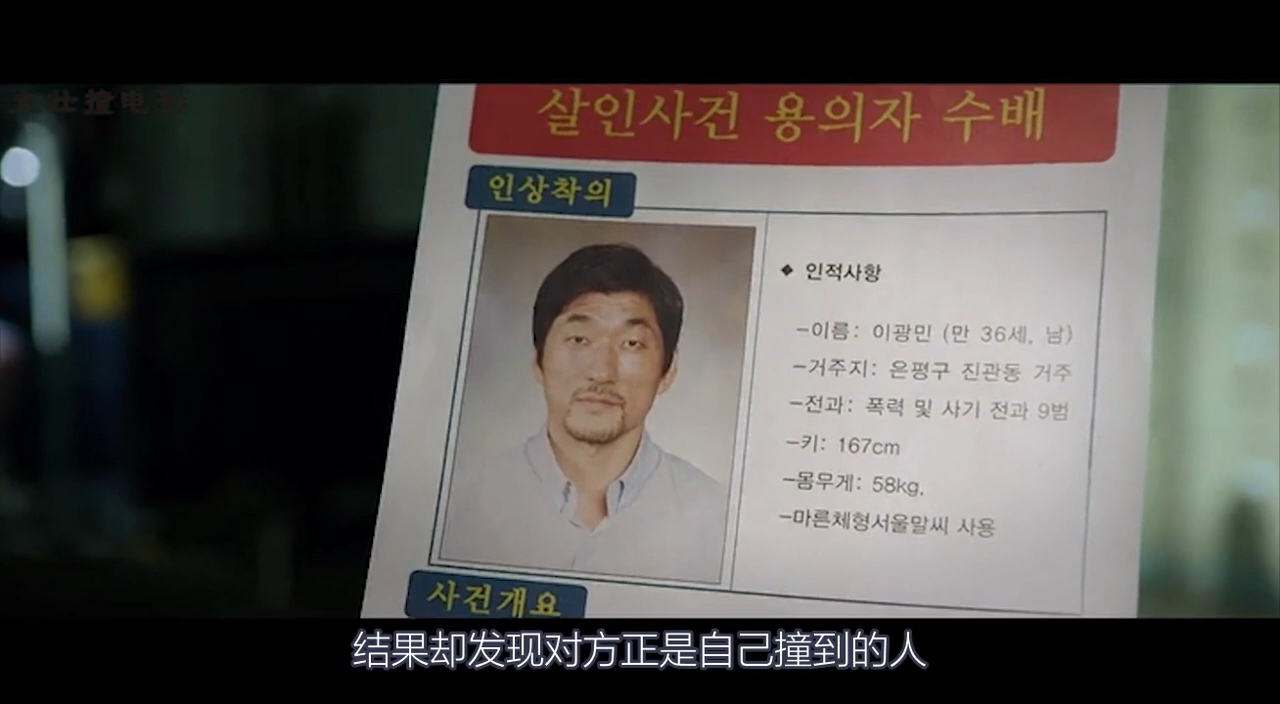 살인사건 용의자 수배
인상착의
◆ 인적사항
-이름: 이광민 (만 36세, 남)
-거주지: 은평구 진관동 거주
-전과: 폭력 및 사기 전과 9범
-키: 167cm
-몸무게: 58kg,
-마른체형서울말씨 사용
사건개요
结果却发现对方正是自己撞到的人